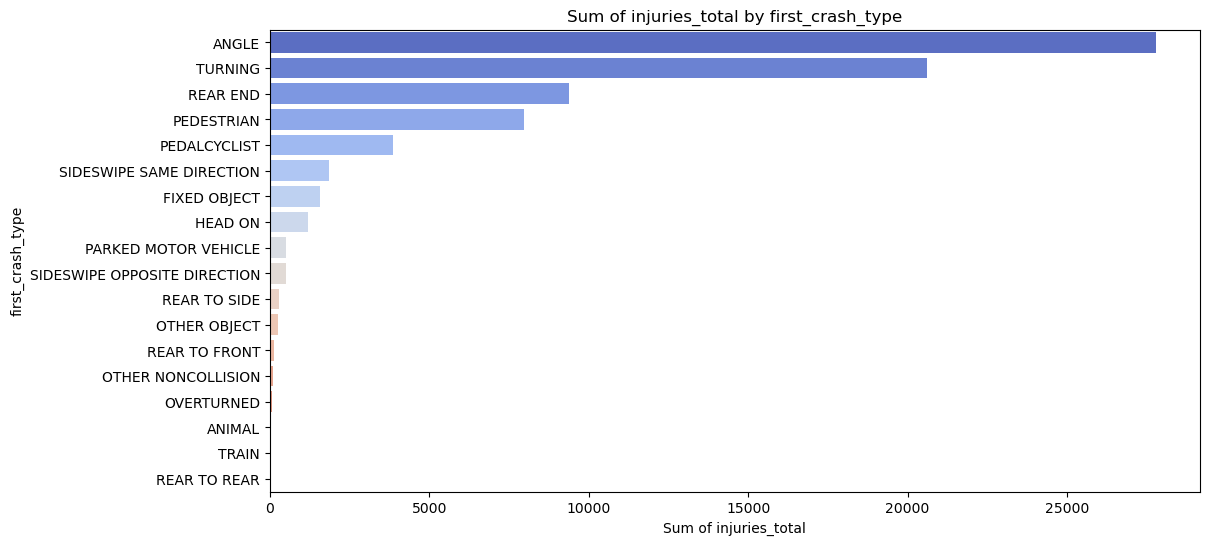 Sum of injuries_total by first_crash_type
first_crash_type
ANGLE
TURNING
REAR END
PEDESTRIAN
PEDALCYCLIST
SIDESWIPE SAME DIRECTION
FIXED OBJECT
HEAD ON
PARKED MOTOR VEHICLE
SIDESWIPE OPPOSITE DIRECTION
REAR TO SIDE
OTHER OBJECT
REAR TO FRONT
OTHER NONCOLLISION
OVERTURNED
ANIMAL
TRAIN
REAR TO REAR
0 5000 10000 15000 20000 25000
Sum of injuries_total